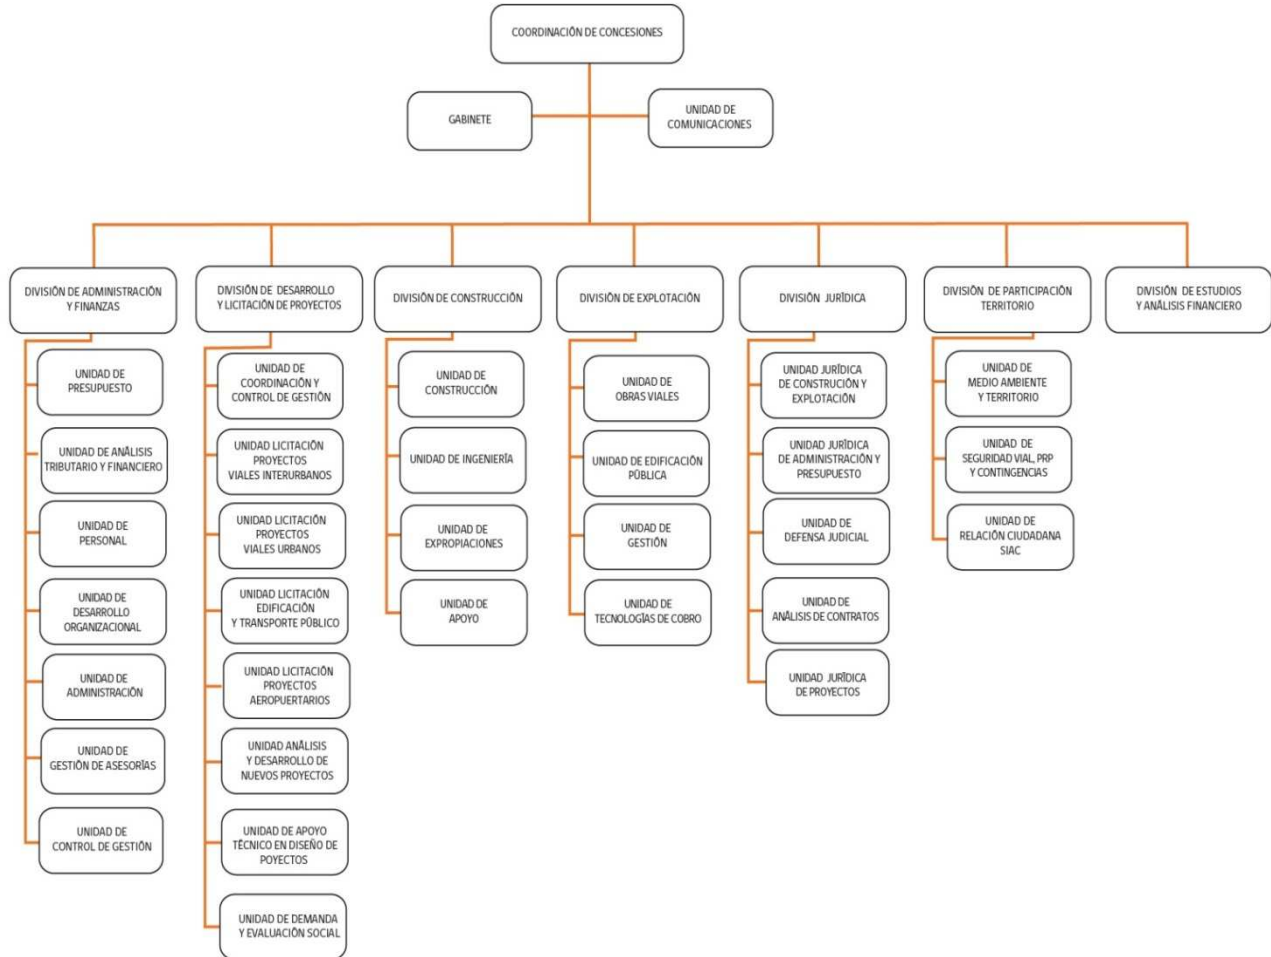 COORDINACIÓN DE CONCESIONES
GABINETE
UNIDAD DE
COMUNICACIONES
DIVISIÓN DE ADMINISTRACIÓN
Y FINANZAS
DIVISIÓN DE DESARROLLO
Y LICITACIÓN DE PROYECTOS
DIVISIÓN DE CONSTRUCCIÓN
DIVISIÓN DE EXPLOTACIÓN
DIVISIÓN JURÍDICA
DIVISIÓN DE PARTICIPACIÓN
TERRITORIO
DIVISIÓN DE ESTUDIOS
Y ANÁLISIS FINANCIERO
UNIDAD DE
PRESUPUESTO
UNIDAD DE ANÁLISIS
TRIBUTARIO Y FINANCIERO
UNIDAD DE
PERSONAL
UNIDAD DE
DESARROLLO
ORGANIZACIONAL
UNIDAD DE
ADMINISTRACIÓN
UNIDAD DE
GESTIÓN DE ASESORÍAS
UNIDAD DE
CONTROL DE GESTIÓN
UNIDAD DE
COORDINACIÓN Y
CONTROL DE GESTIÓN
UNIDAD LICITACIÓN
PROYECTOS
VIALES INTERURBANOS
UNIDAD LICITACIÓN
PROYECTOS
VIALES URBANOS
UNIDAD LICITACIÓN
EDIFICACIÓN
Y TRANSPORTE PÚBLICO
UNIDAD LICITACIÓN
PROYECTOS
AEROPUERTARIOS
UNIDAD ANÁLISIS
Y DESARROLLO DE
NUEVOS PROYECTOS
UNIDAD DE APOYO
TÉCNICO EN DISEÑO DE
POYECTOS
UNIDAD DE DEMANDA
Y EVALUACIÓN SOCIAL
UNIDAD DE
CONSTRUCCIÓN
UNIDAD DE INGENIERÍA
UNIDAD DE
EXPROPIACIONES
UNIDAD DE
APOYO
UNIDAD DE
OBRAS VIALES
UNIDAD DE EDIFICACIÓN
PÚBLICA
UNIDAD DE
GESTIÓN
UNIDAD DE
TECNOLOGÍAS DE COBRO
UNIDAD JURÍDICA
DE CONSTRUCIÓN Y
EXPLOTACIÓN
UNIDAD JURÍDICA
DE ADMINISTRACIÓN Y
PRESUPUESTO
UNIDAD DE
DEFENSA JUDICIAL
UNIDAD DE
ANÁLISIS DE CONTRATOS
UNIDAD JURÍDICA
DE PROYECTOS
UNIDAD DE
MEDIO AMBIENTE
Y TERRITORIO
UNIDAD DE
SEGURIDAD VIAL, PRP
Y CONTINGENCIAS
UNIDAD DE
RELACIÓN CIUDADANA
SIAC